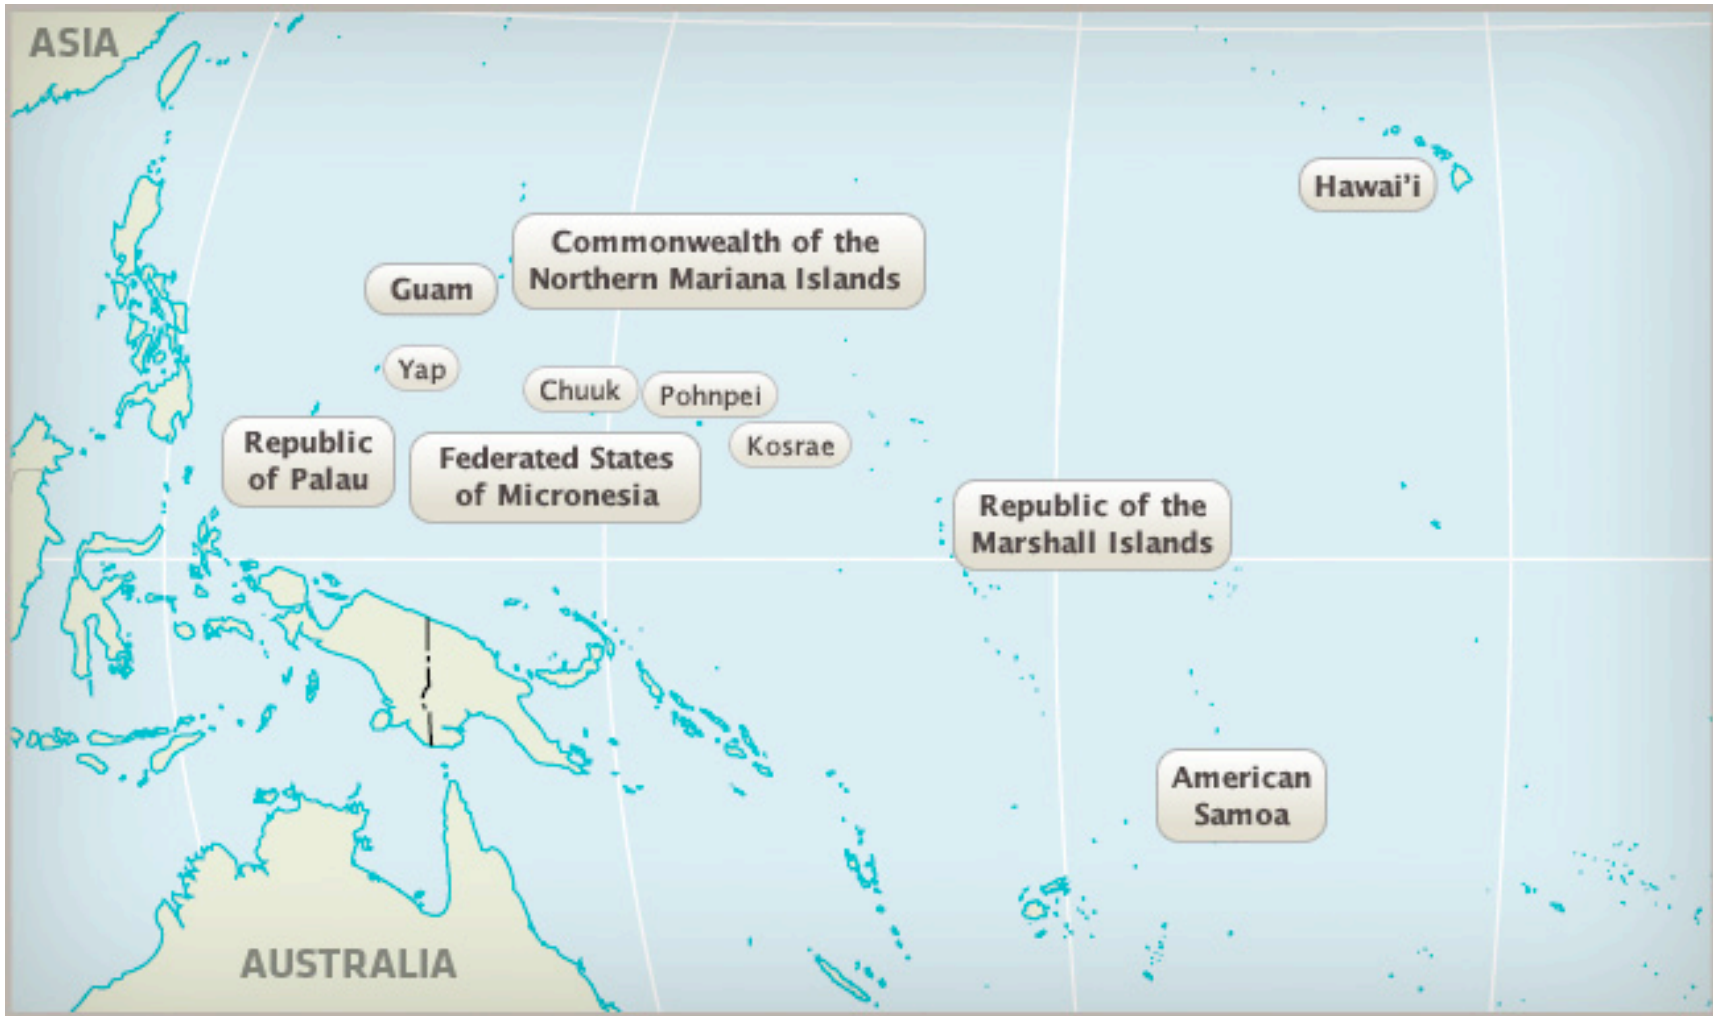 ASIA
Hawai'i
Commonwealth of the
Northern Mariana Islands
Guam
Yap
Chuuk
Pohnpei
Kosrae
Republic
of Palau
Federated States
of Micronesia
Republic of the
Marshall Islands
American
Samoa
AUSTRALIA